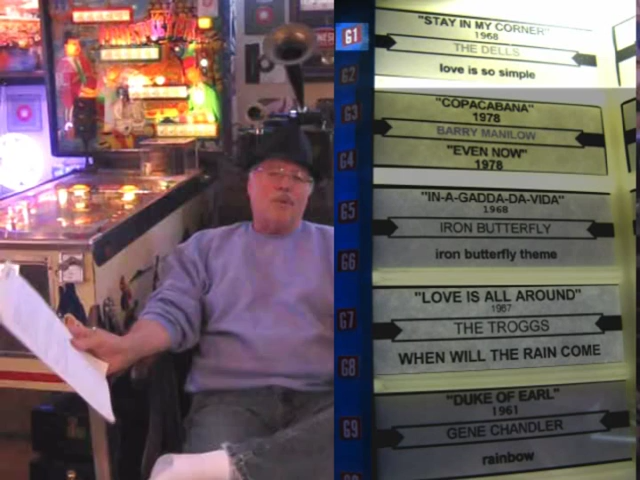 G1
"STAY IN MY CORNER"
1968
THE DELLS
love is so simple
G2
G3
"COPACABANA"
1978
BARRY MANILOW
G4
"EVEN NOW"
1978
G5
"IN-A-GADDA-DA-VIDA"
1968
IRON BUTTERFLY
G6
iron butterfly theme
G7
"LOVE IS ALL AROUND"
1967
THE TROGGS
G8
WHEN WILL THE RAIN COME
G9
"DUKE OF EARL"
1961
GENE CHANDLER
rainbow